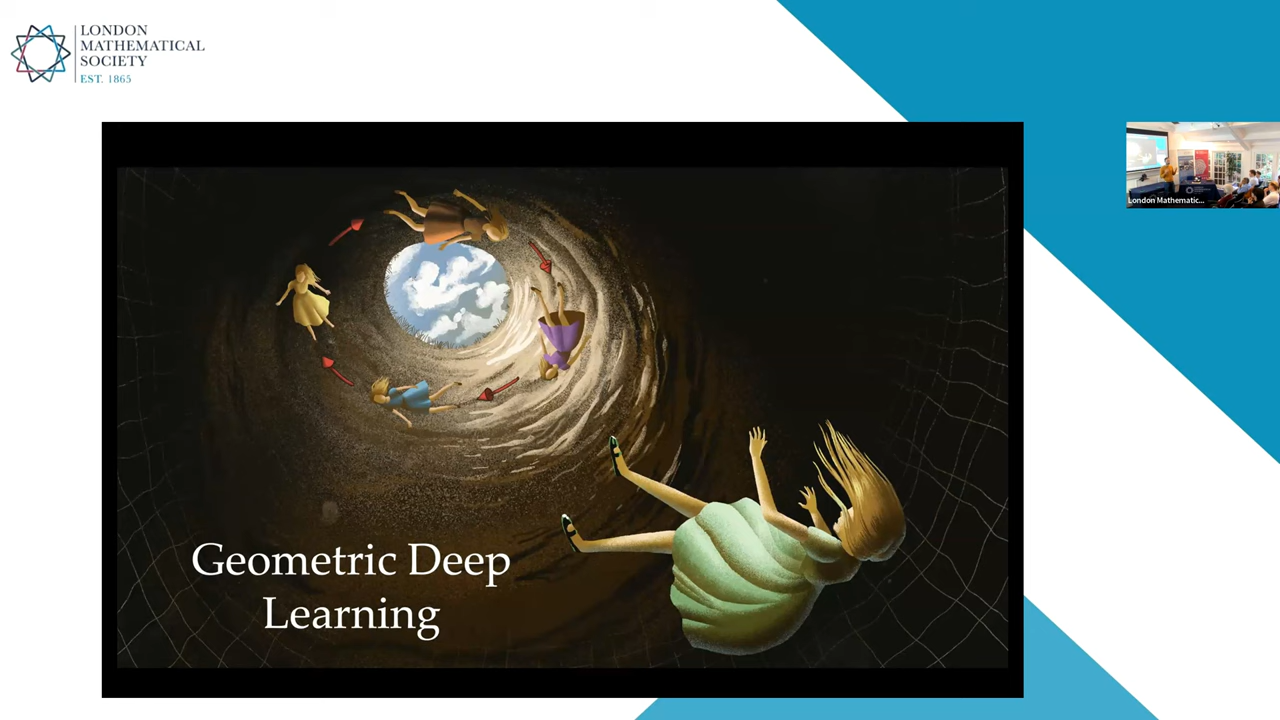 LONDON
MATHEMATICAL
SOCIETY
EST. 1865
London Mathematic...
Geometric Deep
Learning